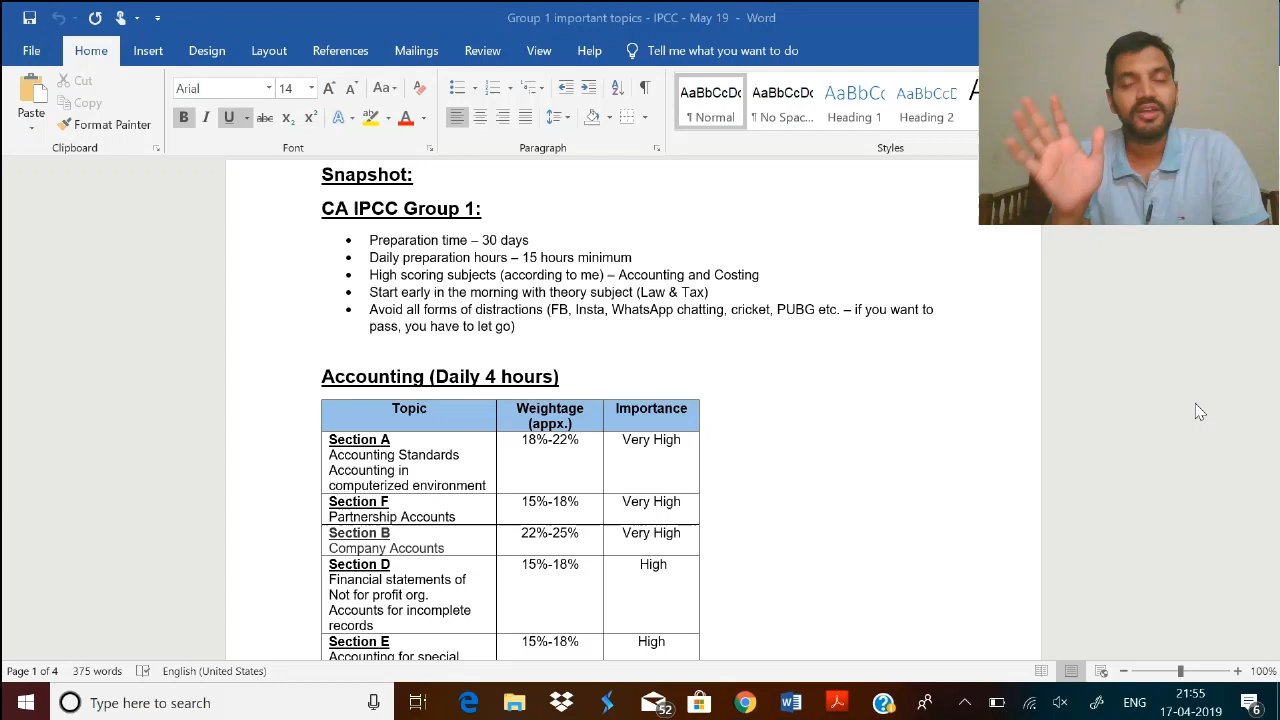 Group 1 important topics - IPCC - May 19 - Word
File Home Insert Design Layout References Mailings Review View Help Tell me what you want to do
Paste
Cut
Copy
Format Painter
Clipboard
Arial 14
Font
Paragraph
AaBbCcDc AaBbCcDc AaBbCc AaBbCcD
¶ Normal ¶ No Spac... Heading 1 Heading 2
Styles
Snapshot:
CA IPCC Group 1:
• Preparation time – 30 days
• Daily preparation hours – 15 hours minimum
• High scoring subjects (according to me) – Accounting and Costing
• Start early in the morning with theory subject (Law & Tax)
• Avoid all forms of distractions (FB, Insta, WhatsApp chatting, cricket, PUBG etc. – if you want to
pass, you have to let go)
Accounting (Daily 4 hours)
Topic Weightage Importance
(appx.)
Section A 18%-22% Very High
Accounting Standards
Accounting in
computerized environment
Section F 15%-18% Very High
Partnership Accounts
Section B 22%-25% Very High
Company Accounts
Section D 15%-18% High
Financial statements of
Not for profit org.
Accounts for incomplete
records
Section E 15%-18% High
Accounting for special
Page 1 of 4 375 words English (United States) 100%
Type here to search
52
ENG
21:55
17-04-2019
6